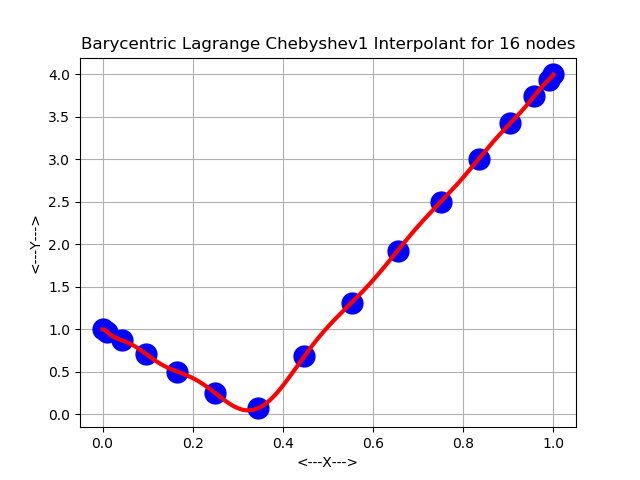 Barycentric Lagrange Chebyshev1 Interpolant for 16 nodes
4.0
3.5
3.0
2.5
2.0
1.5
1.0
0.5
0.0
<---Y--->
0.0 0.2 0.4 0.6 0.8 1.0
<---X--->